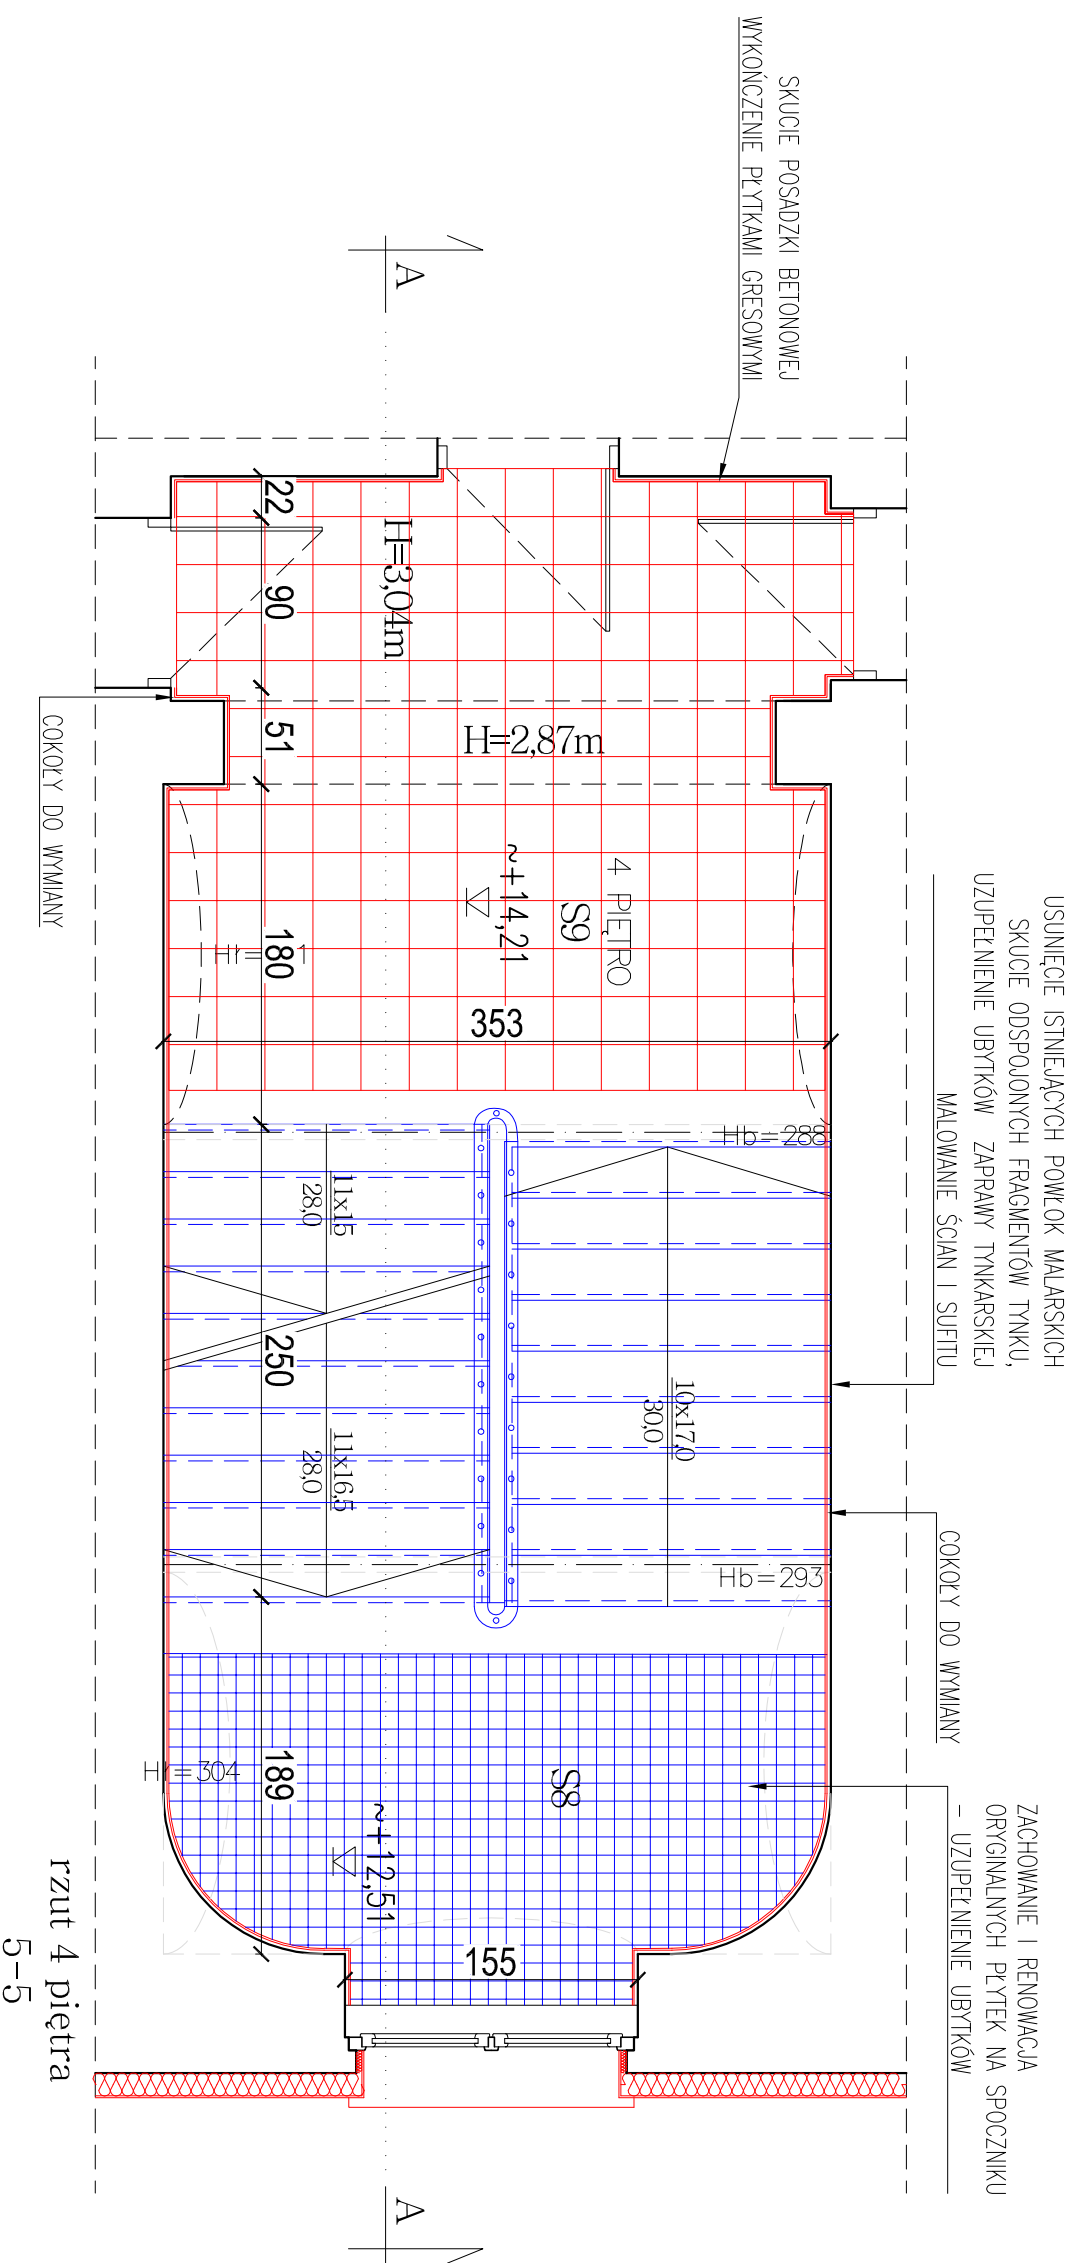 SKUCIE POSADZKI BETONOWEJ
WYKOŃCZENIE PŁYTKAMI GRESOWYMI
USUNIĘCIE ISTNIEJĄCYCH POWŁOK MALARSKICH
SKUCIE ODSPOJONYCH FRAGMENTÓW TYNKU,
UZUPEŁNIENIE UBYTKÓW ZAPRAWY TYNKARSKIEJ
MALOWANIE ŚCIAN I SUFITU
COKOŁY DO WYMIANY
ZACHOWANIE I RENOWACJA
ORYGINALNYCH PŁYTEK NA SPOCZNIKU
- UZUPEŁNIENIE UBYTKÓW
A
A
H=3,04m
H=2,87m
4 PIĘTRO
S9
~+14,21
353
22
90
51
180
250
189
Hb=288
10x17,0
30,0
11x15
28,0
11x16,5
28,0
Hb=293
S8
~+12,51
155
Hł=304
COKOŁY DO WYMIANY
rzut 4 piętra
5-5